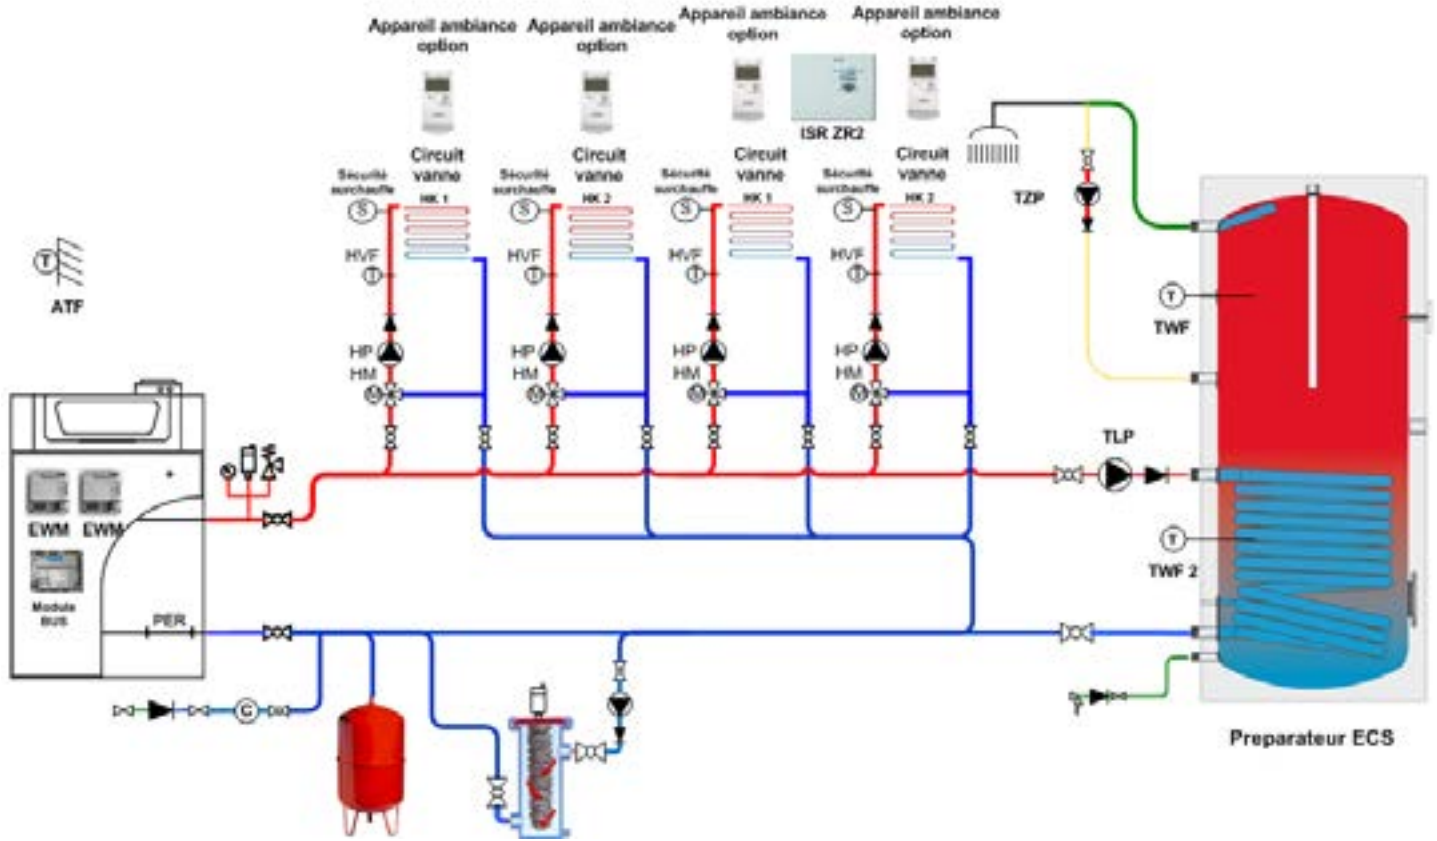 Appareil ambiance
option
Appareil ambiance
option
Appareil ambiance
option
Appareil ambiance
option
ISR ZR2
Circuit
vanne
HK 1
Circuit
vanne
HK 2
Circuit
vanne
HK 1
Circuit
vanne
HK 2
Sécurité
surchauffe
S
Sécurité
surchauffe
S
Sécurité
surchauffe
S
Sécurité
surchauffe
S
HVF
T
HVF
T
HVF
T
HVF
T
T
ATF
HP
HM
M
HP
HM
M
HP
HM
M
HP
HM
M
TZP
T
TWF
TLP
T
TWF 2
+
EWM
EWM
Module
BUS
PER
C
Preparateur ECS